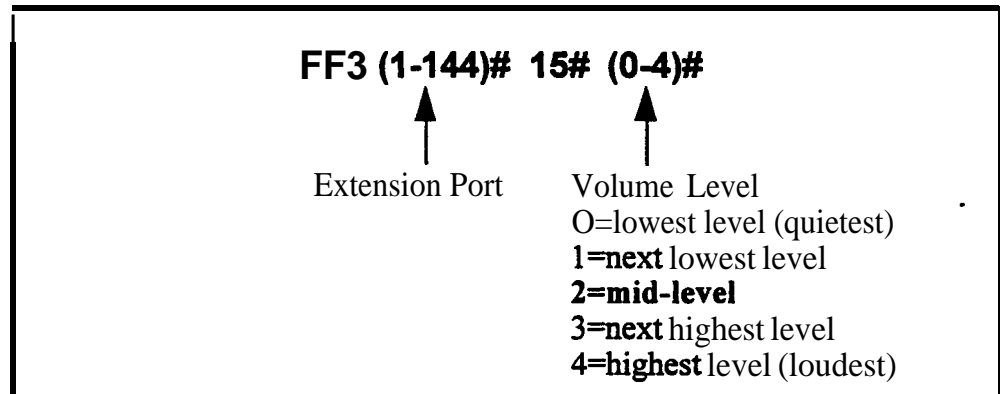 FF3 (1-144)# 15# (0-4)#
Extension Port
Volume Level
O=lowest level (quietest)
1=next lowest level
2=mid-level
3=next highest level
4=highest level (loudest)